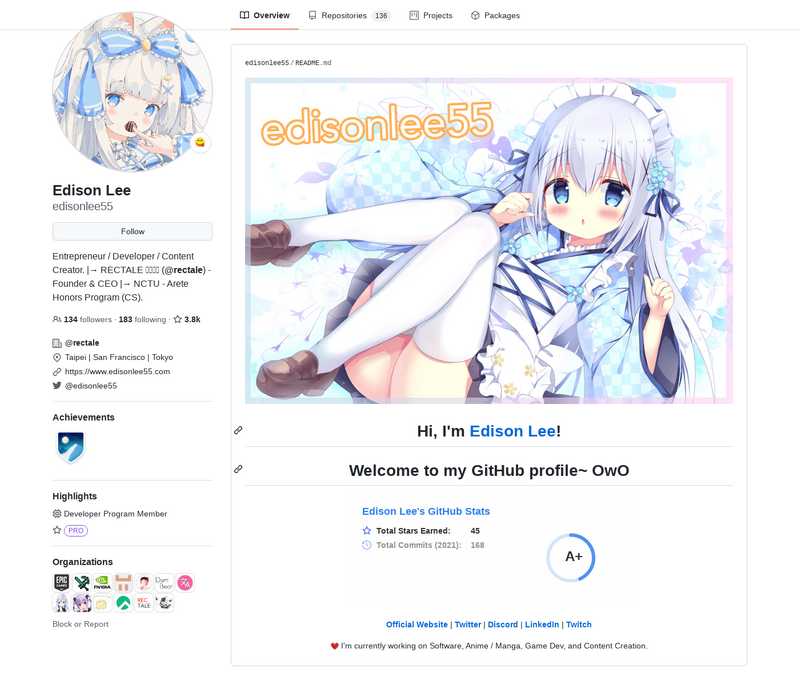 Overview
Repositories 136
Projects
Packages
Edison Lee
edisonlee55
Follow
Entrepreneur / Developer / Content
Creator. |→ RECTALE (@rectale) -
Founder & CEO |→ NCTU - Arete
Honors Program (CS).
134 followers · 183 following · 3.8k
@rectale
Taipei | San Francisco | Tokyo
https://www.edisonlee55.com
@edisonlee55
Achievements
Highlights
Developer Program Member
PRO
Organizations
EPIC GAMES
NVIDIA
REC TALE
Block or Report
edisonlee55 / README.md
edisonlee55
Hi, I'm Edison Lee!
Welcome to my GitHub profile~ OwO
Edison Lee's GitHub Stats
Total Stars Earned: 45
Total Commits (2021): 168
A+
Official Website | Twitter | Discord | LinkedIn | Twitch
I'm currently working on Software, Anime / Manga, Game Dev, and Content Creation.